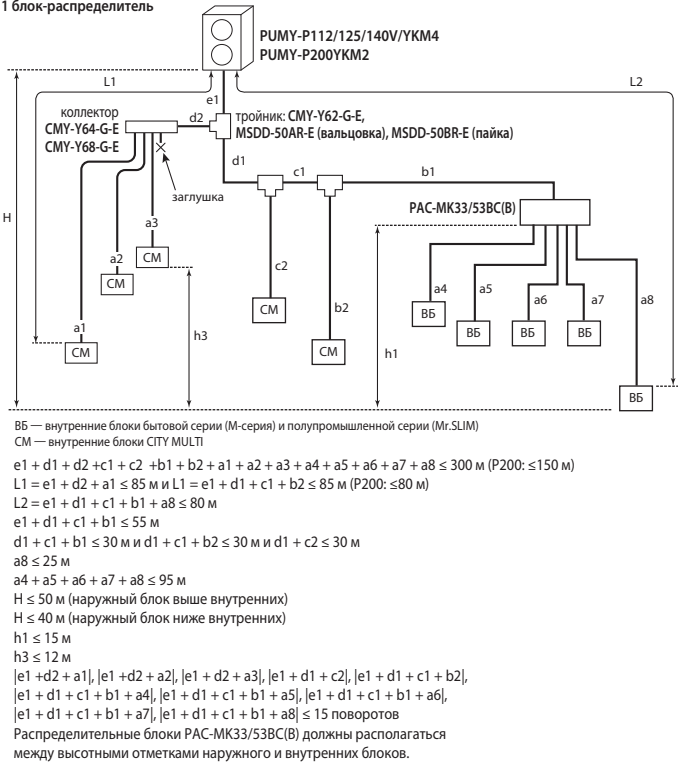 1 блок-распределитель
PUMY-P112/125/140V/YKM4
PUMY-P200YKM2
L1
L2
e1
коллектор
CMY-Y64-G-E
CMY-Y68-G-E
d2
тройник: CMY-Y62-G-E,
MSDD-50AR-E (вальцовка), MSDD-50BR-E (пайка)
d1
c1
b1
заглушка
H
PAC-MK33/53BC(B)
a3
a2
a1
СМ
СМ
СМ
c2
СМ
b2
СМ
h3
h1
a4
a5
a6
a7
a8
ВБ
ВБ
ВБ
ВБ
ВБ
ВБ — внутренние блоки бытовой серии (М-серия) и полупромышленной серии (Mr.SLIM)
СМ — внутренние блоки CITY MULTI
e1 + d1 + d2 +c1 + c2 +b1 + b2 + a1 + a2 + a3 + a4 + a5 + a6 + a7 + a8 ≤ 300 м (P200: ≤150 м)
L1 = e1 + d2 + a1 ≤ 85 м и L1 = e1 + d1 + c1 + b2 ≤ 85 м (P200: ≤80 м)
L2 = e1 + d1 + c1 + b1 + a8 ≤ 80 м
e1 + d1 + c1 + b1 ≤ 55 м
d1 + c1 + b1 ≤ 30 м и d1 + c1 + b2 ≤ 30 м и d1 + c2 ≤ 30 м
a8 ≤ 25 м
a4 + a5 + a6 + a7 + a8 ≤ 95 м
H ≤ 50 м (наружный блок выше внутренних)
H ≤ 40 м (наружный блок ниже внутренних)
h1 ≤ 15 м
h3 ≤ 12 м
|e1 +d2 + a1|, |e1 +d2 + a2|, |e1 + d2 + a3|, |e1 + d1 + c2|, |e1 + d1 + c1 + b2|,
|e1 + d1 + c1 + b1 + a4|, |e1 + d1 + c1 + b1 + a5|, |e1 + d1 + c1 + b1 + a6|,
|e1 + d1 + c1 + b1 + a7|, |e1 + d1 + c1 + b1 + a8| ≤ 15 поворотов
Распределительные блоки PAC-MK33/53BC(B) должны располагаться
между высотными отметками наружного и внутренних блоков.